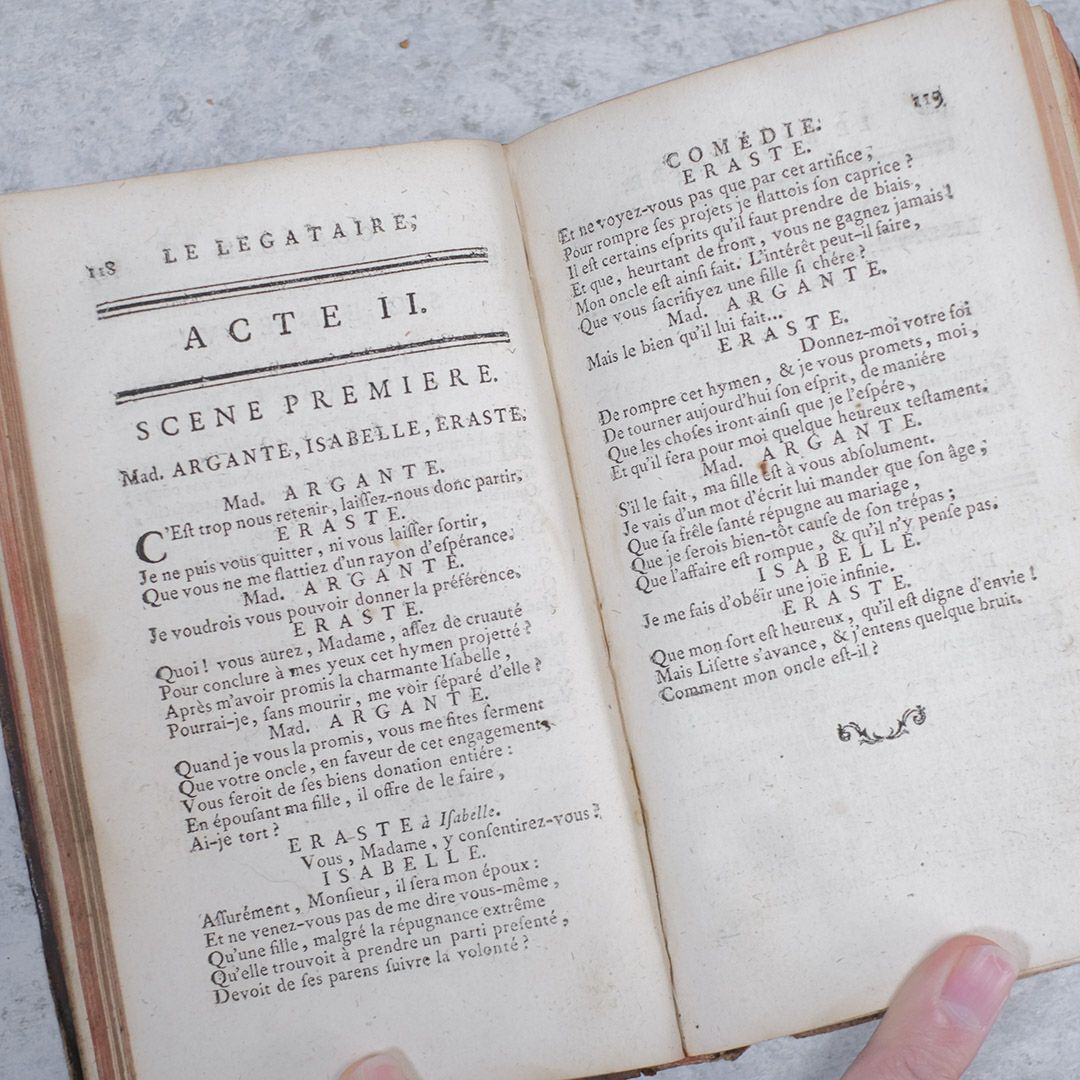 118 LE LEGATAIRE,
ACTE II.
SCENE PREMIERE.
Mad. ARGANTE, ISABELLE, ERASTE,
Mad. ARGANTE.
C'Est trop nous retenir, laiſſez-nous donc partir,
ERASTE.
Je ne puis vous quitter, ni vous laiſſer ſortir,
Que vous ne me flattiez d'un rayon d'eſpérance.
Mad. ARGANTE.
Je voudrois vous pouvoir donner la préférence.
ERASTE.
Quoi! vous aurez, Madame, aſſez de cruauté
Pour conclure à mes yeux cet hymen projetté?
Après m'avoir promis la charmante Iſabelle,
Pourrai-je, ſans mourir, me voir ſéparé d'elle?
Mad. ARGANTE.
Quand je vous la promis, vous me fites ſerment
Que votre oncle, en faveur de cet engagement,
Vous feroit de ſes biens donation entiére:
En épouſant ma fille, il offre de le faire,
Ai-je tort?
ERASTE à Iſabelle.
Vous, Madame, y conſentirez-vous?
ISABELLE.
Aſſurément, Monſieur, il ſera mon époux:
Et ne venez-vous pas de me dire vous-même,
Qu'une fille, malgré la répugnance extrême
Qu'elle trouvoit à prendre un parti preſenté,
Devoit de ſes parens ſuivre la volonté?
COMÉDIE. 119
ERASTE.
Et ne voyez-vous pas que par cet artifice,
Pour rompre ſes projets je flattois ſon caprice?
Il eſt certains eſprits qu'il faut prendre de biais,
Et que, heurtant de front, vous ne gagnez jamais!
Mon oncle eſt ainſi fait. L'intérêt peut-il faire,
Que vous ſacrifiyez une fille ſi chére?
Mad. ARGANTE.
Mais le bien qu'il lui fait...
ERASTE.
Donnez-moi votre foi
De rompre cet hymen, & je vous promets, moi,
De tourner aujourd'hui ſon eſprit, de maniére
Que les choſes iront ainſi que je l'eſpére,
Et qu'il fera pour moi quelque heureux teſtament.
Mad. ARGANTE.
S'il le fait, ma fille eſt à vous abſolument.
Je vais d'un mot d'écrit lui mander que ſon âge,
Que ſa frêle ſanté répugne au mariage,
Que je ſerois bien-tôt cauſe de ſon trépas;
Que l'affaire eſt rompue, & qu'il n'y penſe pas.
ISABELLE.
Je me fais d'obéir une joie infinie.
ERASTE.
Que mon ſort eſt heureux, qu'il eſt digne d'envie!
Mais Liſette s'avance, & j'entens quelque bruit.
Comment mon oncle eſt-il?